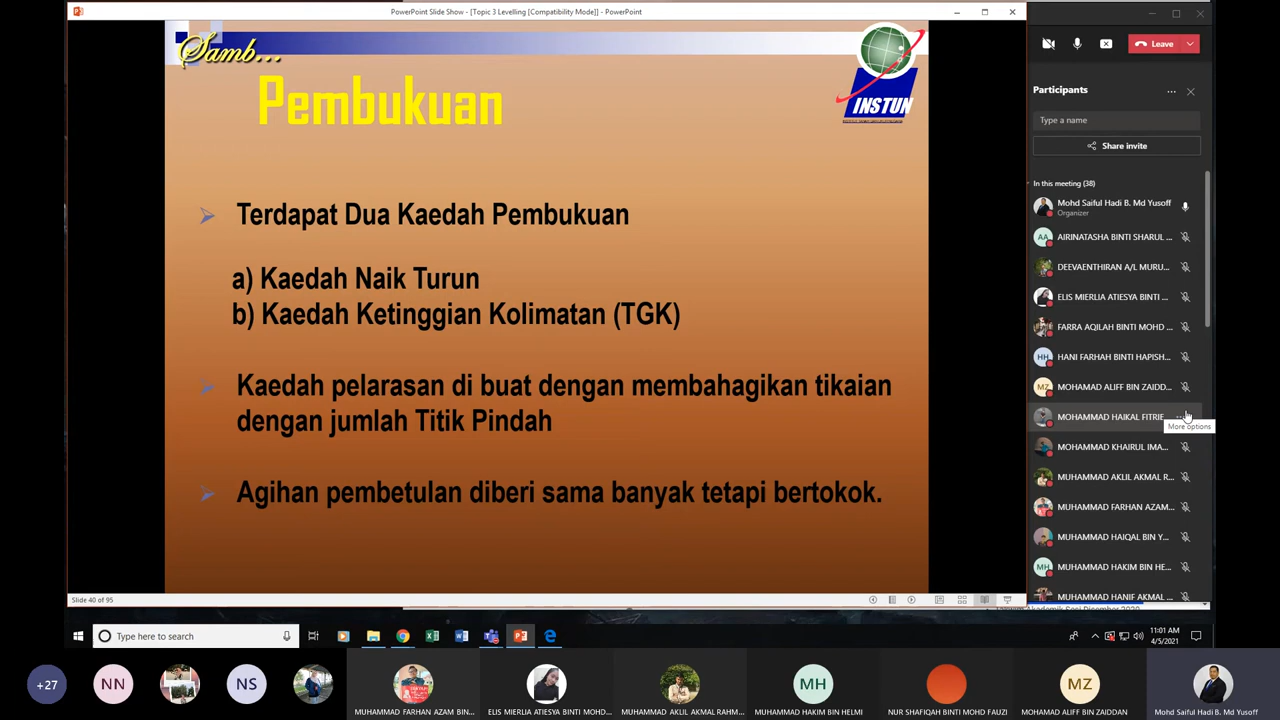 PowerPoint Slide Show - [Topic 3 Levelling [Compatibility Mode]] - PowerPoint
Samb...
Pembukuan
INSTUN
Terdapat Dua Kaedah Pembukuan
a) Kaedah Naik Turun
b) Kaedah Ketinggian Kolimatan (TGK)
Kaedah pelarasan di buat dengan membahagikan tikaian
dengan jumlah Titik Pindah
Agihan pembetulan diberi sama banyak tetapi bertokok.
Slide 40 of 95
Leave
Participants
Type a name
Share invite
In this meeting (38)
Mohd Saiful Hadi B. Md Yusoff
Organizer
AA AIRINATASHA BINTI SHARUL ...
DEEVAENTHIRAN A/L MURU...
ELIS MIERLIA ATIESYA BINTI ...
FARRA AQILAH BINTI MOHD ...
HH HANI FARHAH BINTI HAPISH...
MZ MOHAMAD ALIFF BIN ZAIDD...
MOHAMMAD HAIKAL FITRIE
More options
MOHAMMAD KHAIRUL IMA...
MUHAMMAD AKLIL AKMAL R...
MUHAMMAD FARHAN AZAM...
MUHAMMAD HAIQAL BIN Y...
MH MUHAMMAD HAKIM BIN HE...
MUHAMMAD HANIF AKMAL ...
Type here to search
11:01 AM
4/5/2021
+27
NN
NS
MUHAMMAD FARHAN AZAM BIN...
ELIS MIERLIA ATIESYA BINTI MOHD...
MUHAMMAD AKLIL AKMAL RAHM...
MH
MUHAMMAD HAKIM BIN HELMI
NUR SHAFIQAH BINTI MOHD FAUZI
MZ
MOHAMAD ALIFF BIN ZAIDDAN
Mohd Saiful Hadi B. Md Yusoff